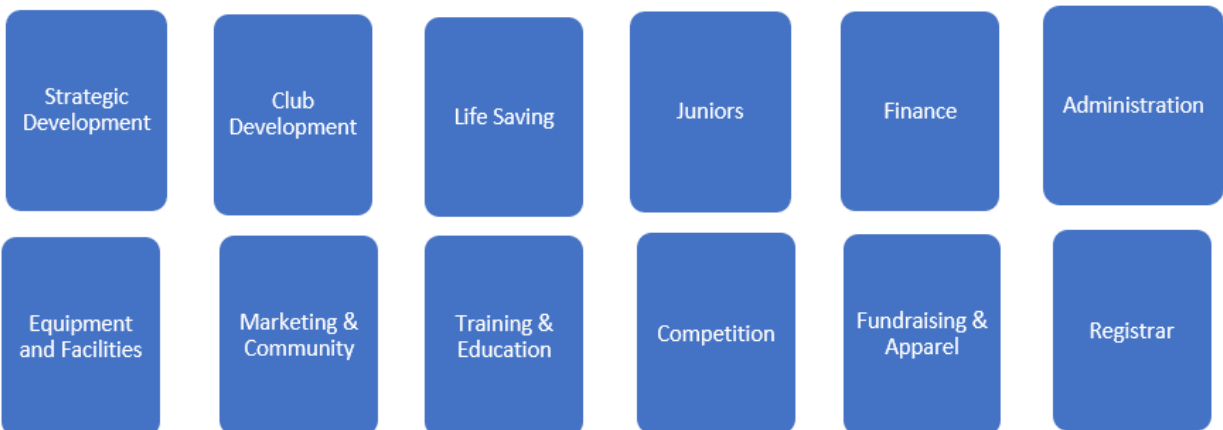 Strategic
Development
Club
Development
Life Saving
Juniors
Finance
Administration
Equipment
and Facilities
Marketing &
Community
Training &
Education
Competition
Fundraising &
Apparel
Registrar